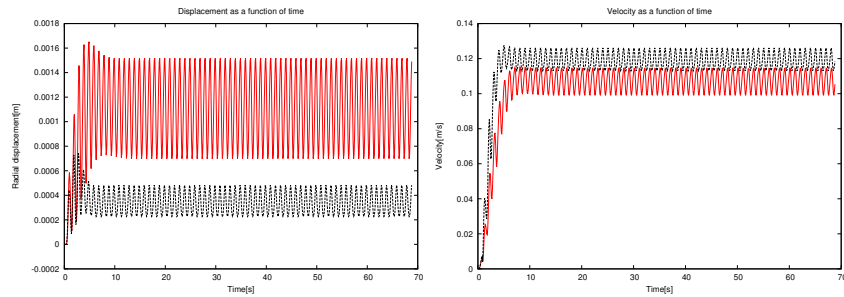 Displacement as a function of time
0.0018
0.0016
0.0014
0.0012
0.001
0.0008
0.0006
0.0004
0.0002
0
-0.0002
Radial displacement[m]
0 10 20 30 40 50 60 70
Time[s]
Velocity as a function of time
0.14
0.12
0.1
0.08
0.06
0.04
0.02
0
Velocity[m/s]
0 10 20 30 40 50 60 70
Time[s]